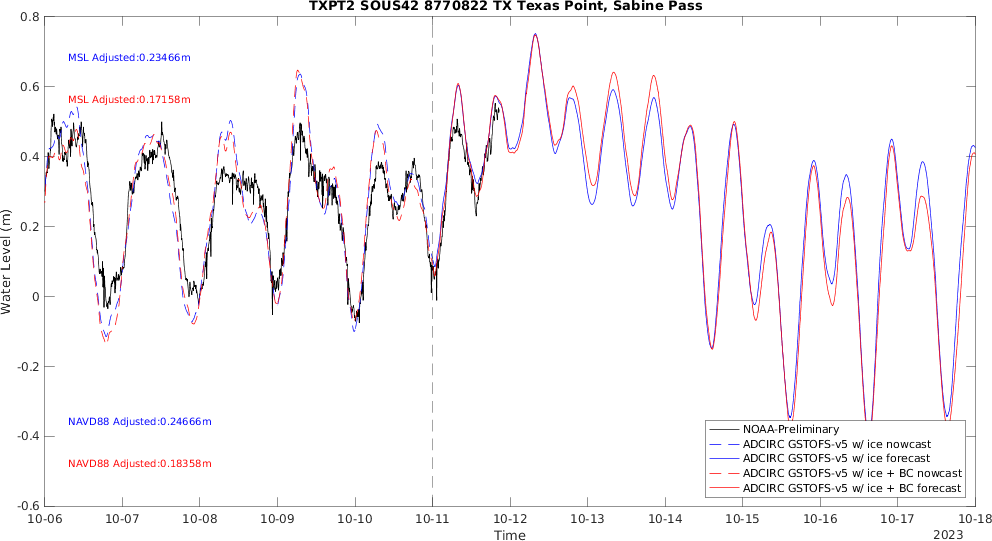 TXPT2 SOUS42 8770822 TX Texas Point, Sabine Pass
0.8
0.6
0.4
0.2
0
-0.2
-0.4
-0.6
Water Level (m)
MSL Adjusted:0.23466m
MSL Adjusted:0.17158m
NAVD88 Adjusted:0.24666m
NAVD88 Adjusted:0.18358m
NOAA-Preliminary
ADCIRC GSTOFS-v5 w/ ice nowcast
ADCIRC GSTOFS-v5 w/ ice forecast
ADCIRC GSTOFS-v5 w/ ice + BC nowcast
ADCIRC GSTOFS-v5 w/ ice + BC forecast
10-06 10-07 10-08 10-09 10-10 10-11 10-12 10-13 10-14 10-15 10-16 10-17 10-18
Time
2023